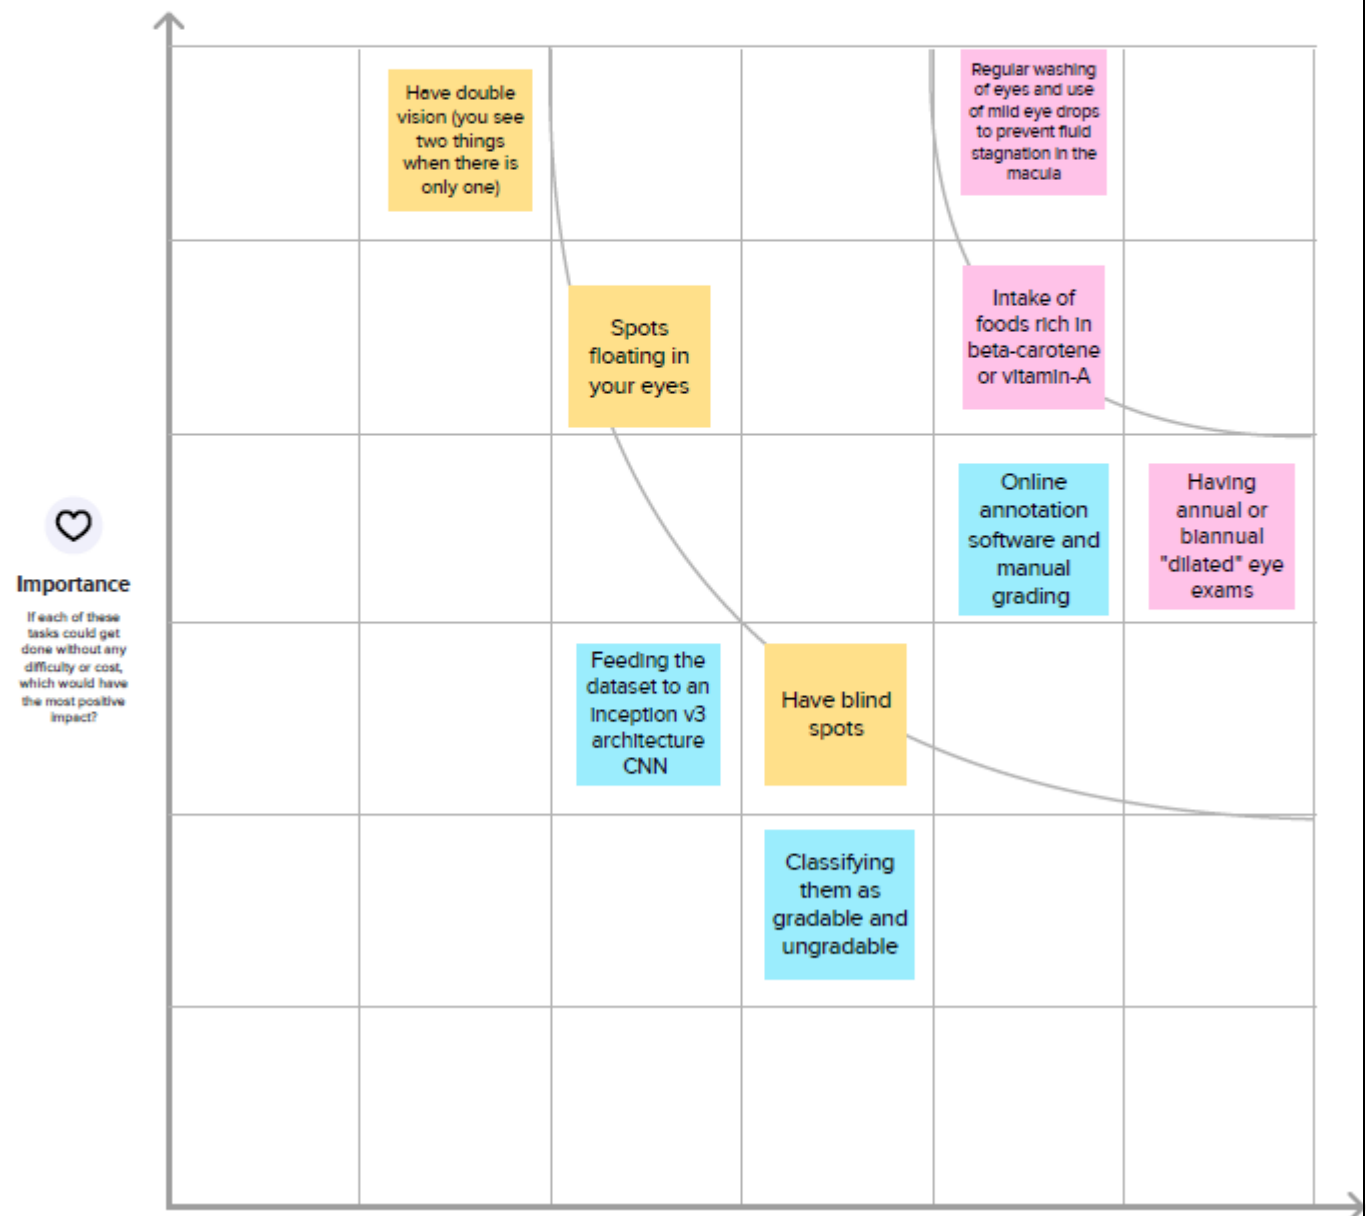 Have double
vision (you see
two things
when there is
only one)
Regular washing
of eyes and use
of mild eye drops
to prevent fluid
stagnation in the
macula
Spots
floating in
your eyes
Intake of
foods rich in
beta-carotene
or vitamin-A
Online
annotation
software and
manual
grading
Having
annual or
biannual
"dilated" eye
exams
Importance
If each of these
tasks could get
done without any
difficulty or cost,
which would have
the most positive
impact?
Feeding the
dataset to an
inception v3
architecture
CNN
Have blind
spots
Classifying
them as
gradable and
ungradable